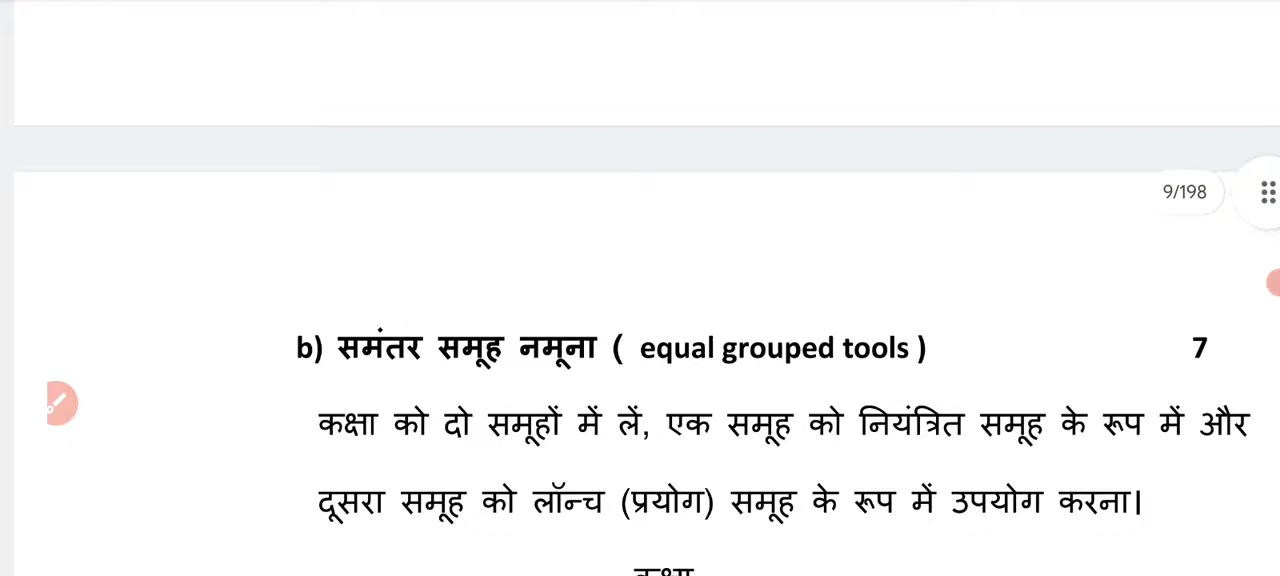 9/198
b) समंतर समूह नमूना ( equal grouped tools ) 7
कक्षा को दो समूहों में लें, एक समूह को नियंत्रित समूह के रूप में और
दूसरा समूह को लॉन्च (प्रयोग) समूह के रूप में उपयोग करना।